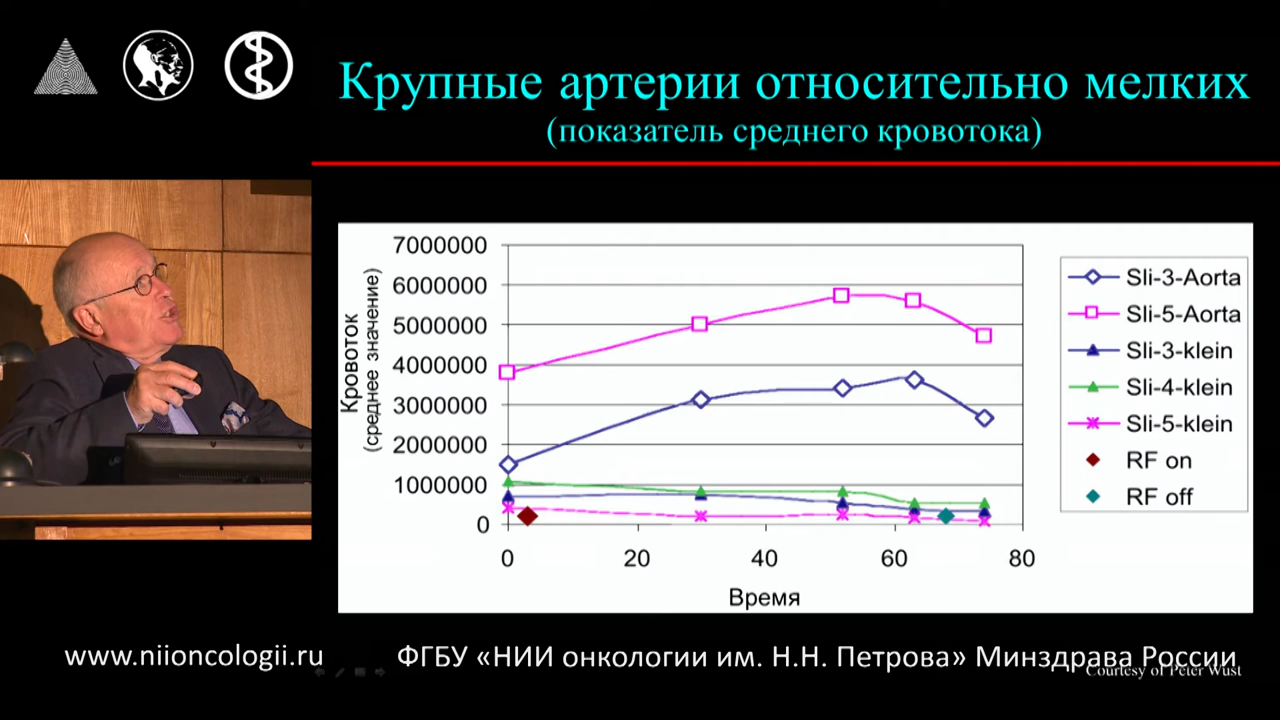 Крупные артерии относительно мелких
(показатель среднего кровотока)
Кровоток
(среднее значение)
7000000
6000000
5000000
4000000
3000000
2000000
1000000
0
0 20 40 60 80
Время
Sli-3-Aorta
Sli-5-Aorta
Sli-3-klein
Sli-4-klein
Sli-5-klein
RF on
RF off
www.niioncologii.ru
ФГБУ «НИИ онкологии им. Н.Н. Петрова» Минздрава России
Courtesy of Peter Wust